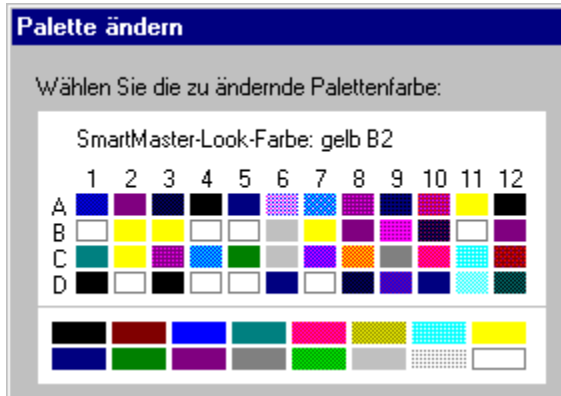 Palette ändern
Wählen Sie die zu ändernde Palettenfarbe:
SmartMaster-Look-Farbe: gelb B2
1 2 3 4 5 6 7 8 9 10 11 12
A
B
C
D